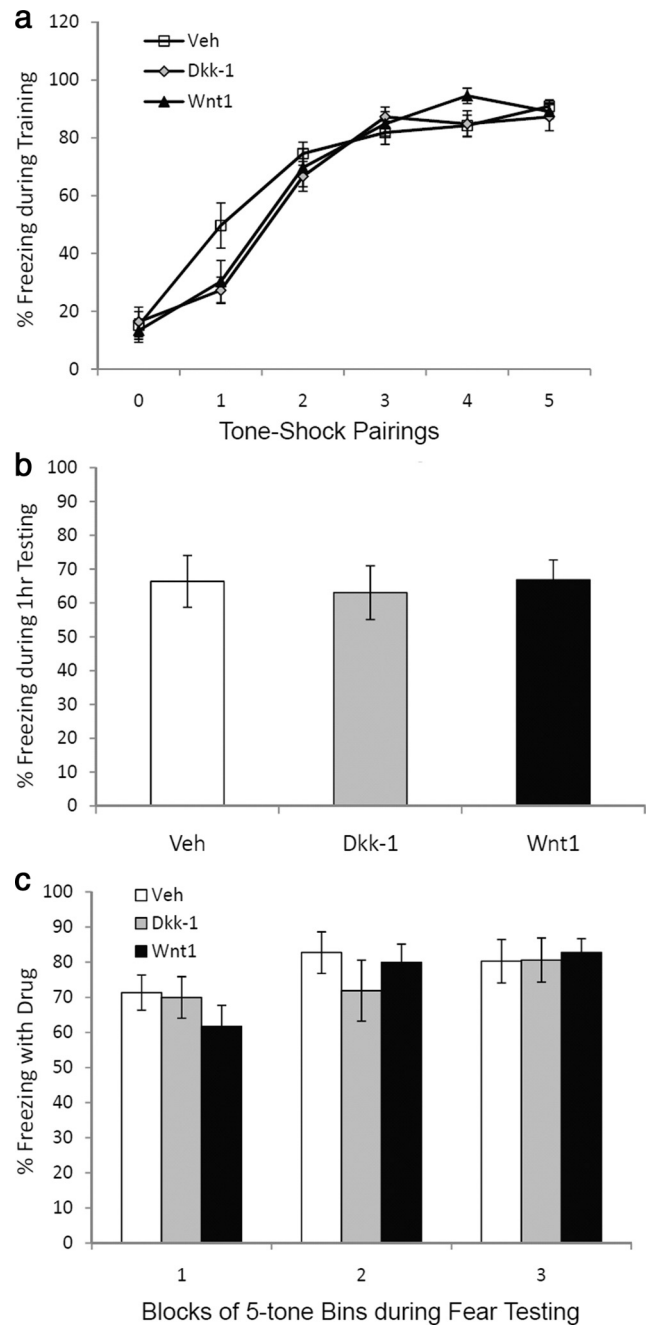 a
% Freezing during Training
120
100
80
60
40
20
0
Veh
Dkk-1
Wnt1
0 1 2 3 4 5
Tone-Shock Pairings
b
% Freezing during 1hr Testing
100
90
80
70
60
50
40
30
20
10
0
Veh Dkk-1 Wnt1
c
% Freezing with Drug
100
90
80
70
60
50
40
30
20
10
0
Veh
Dkk-1
Wnt1
1 2 3
Blocks of 5-tone Bins during Fear Testing